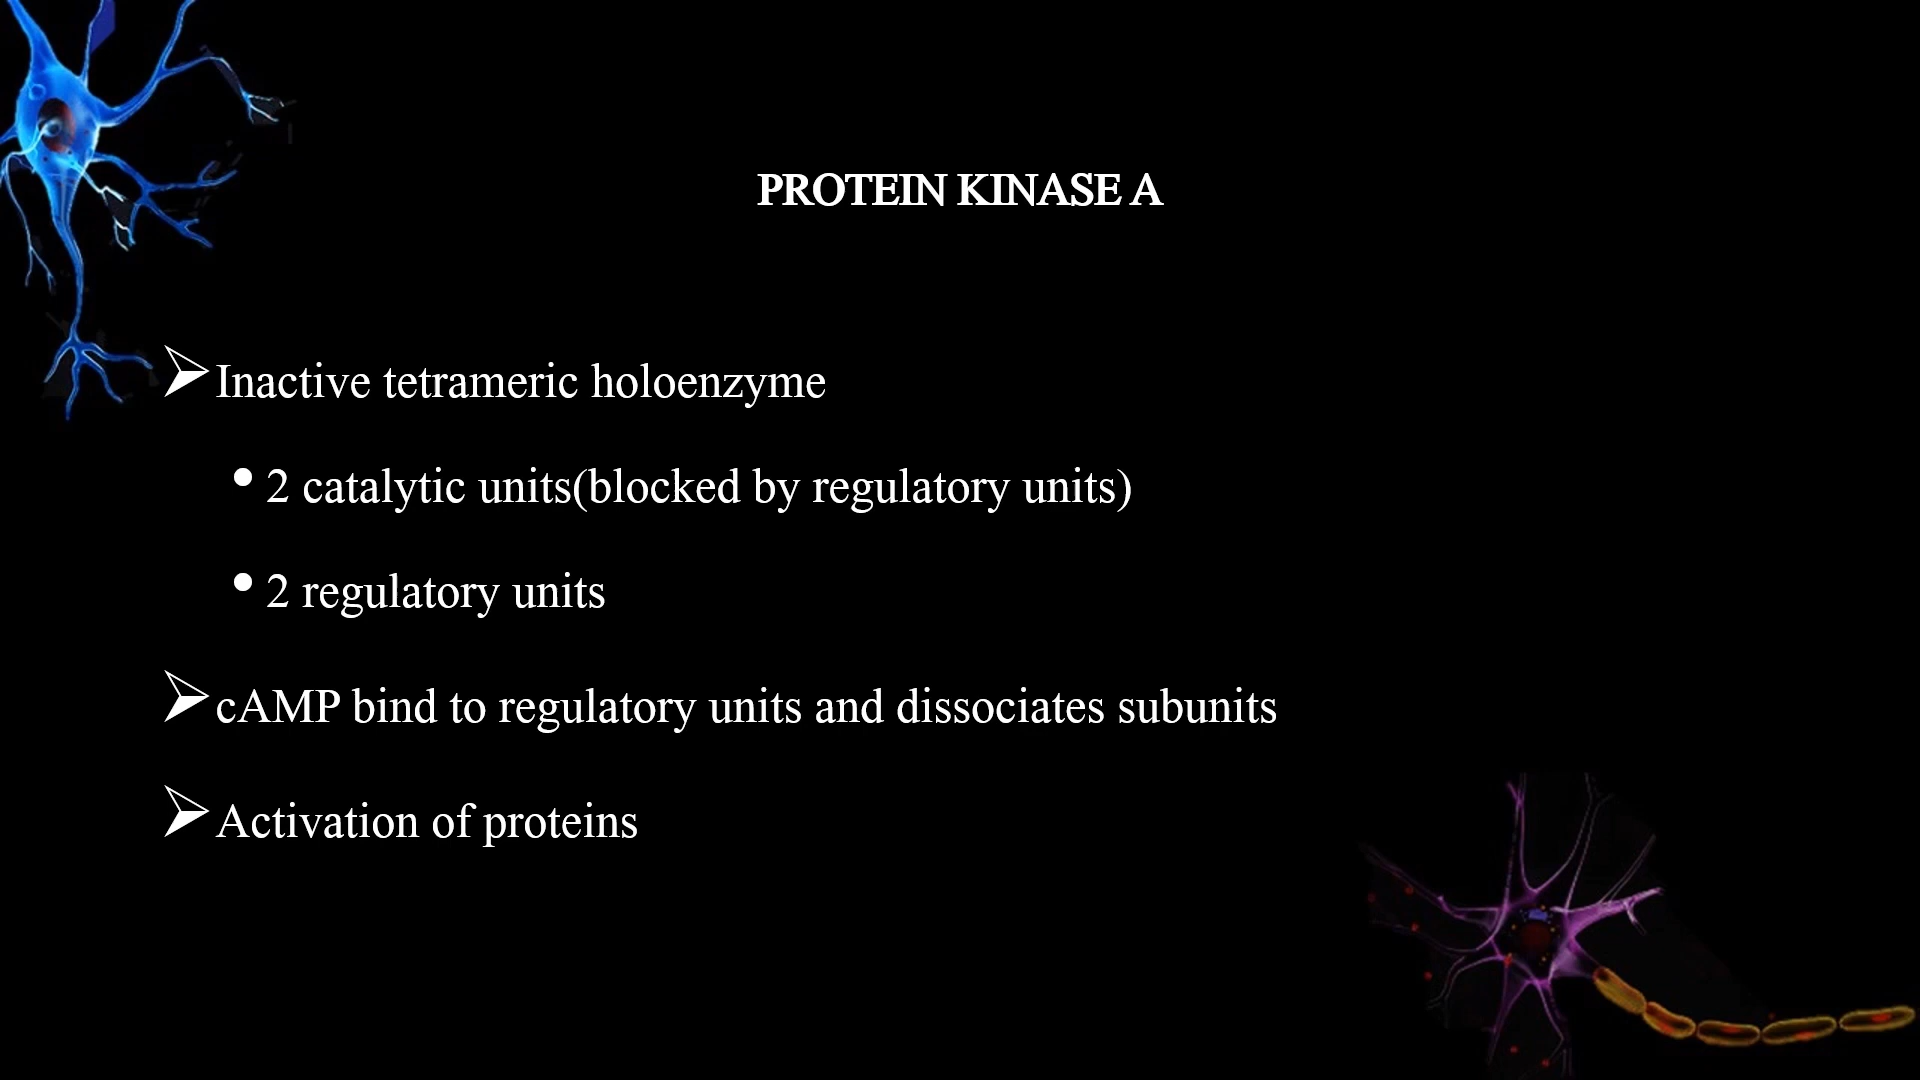 PROTEIN KINASE A
➢Inactive tetrameric holoenzyme
• 2 catalytic units(blocked by regulatory units)
• 2 regulatory units
➢cAMP bind to regulatory units and dissociates subunits
➢Activation of proteins